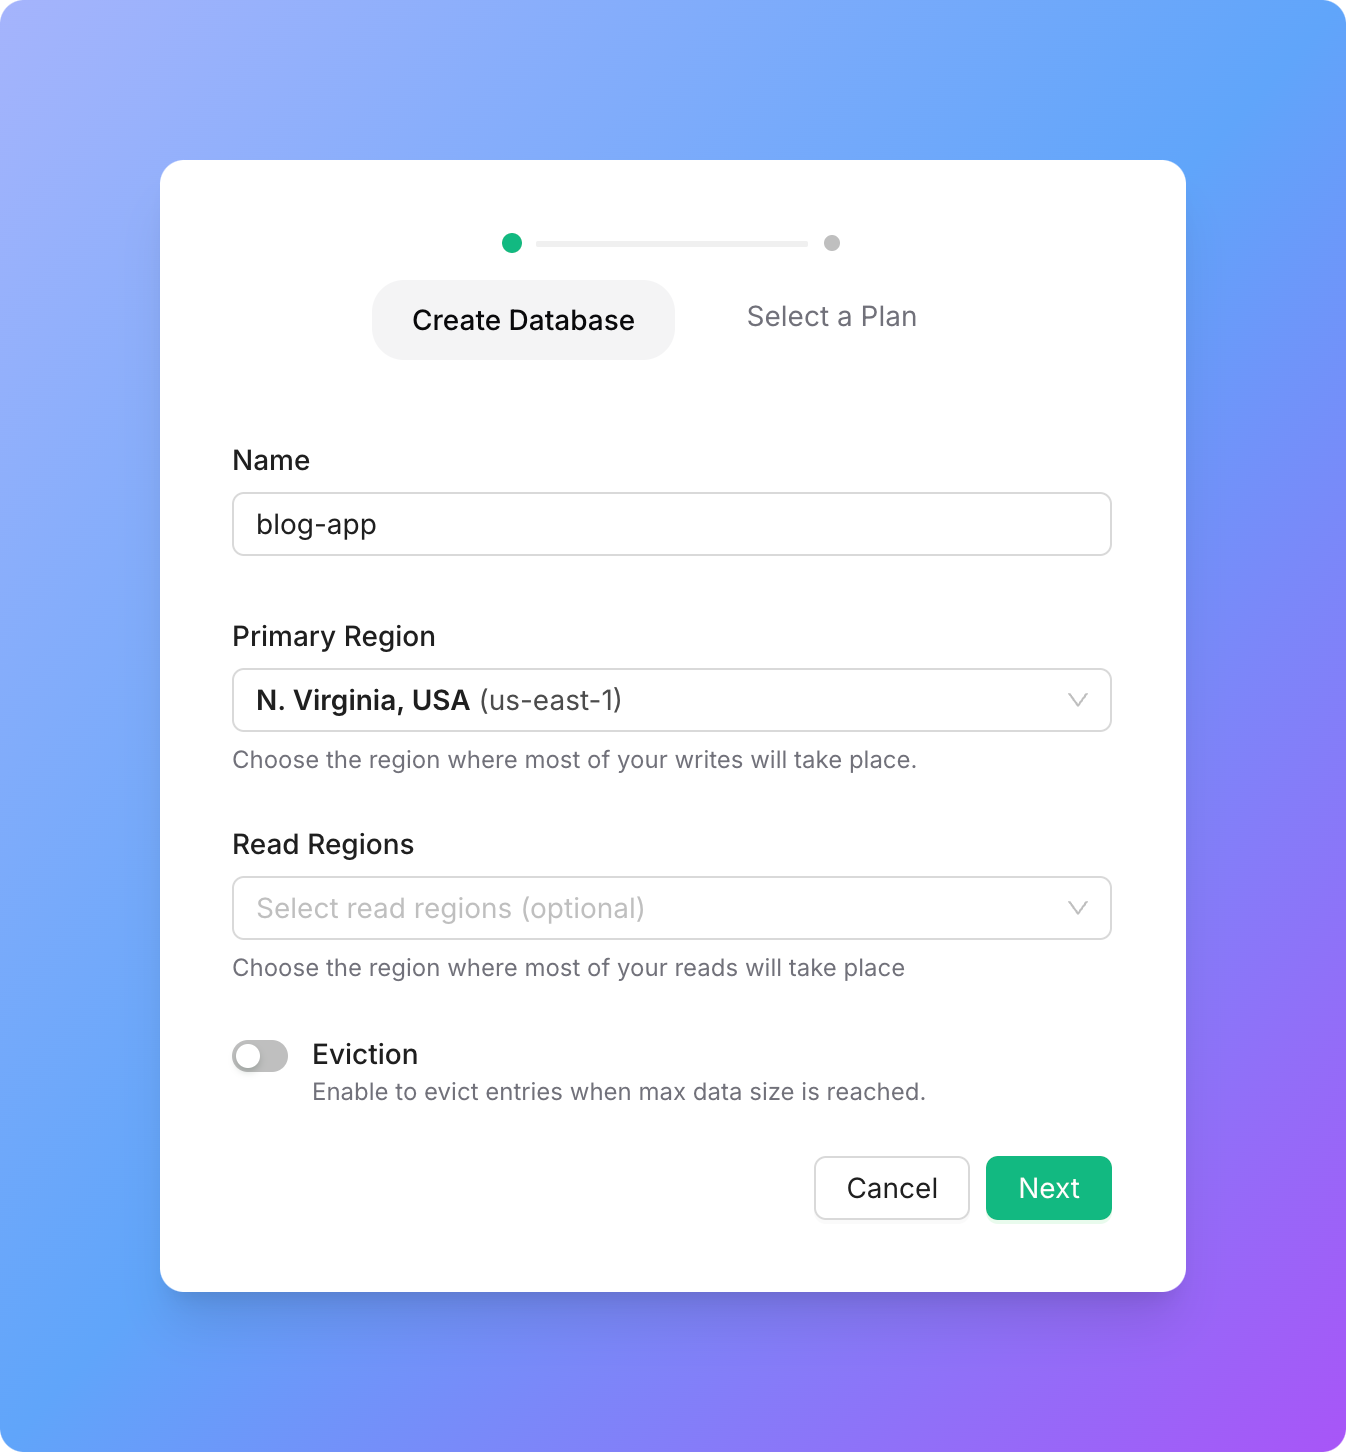 Create Database
Select a Plan
Name
blog-app
Primary Region
N. Virginia, USA (us-east-1)
Choose the region where most of your writes will take place.
Read Regions
Select read regions (optional)
Choose the region where most of your reads will take place
Eviction
Enable to evict entries when max data size is reached.
Cancel
Next